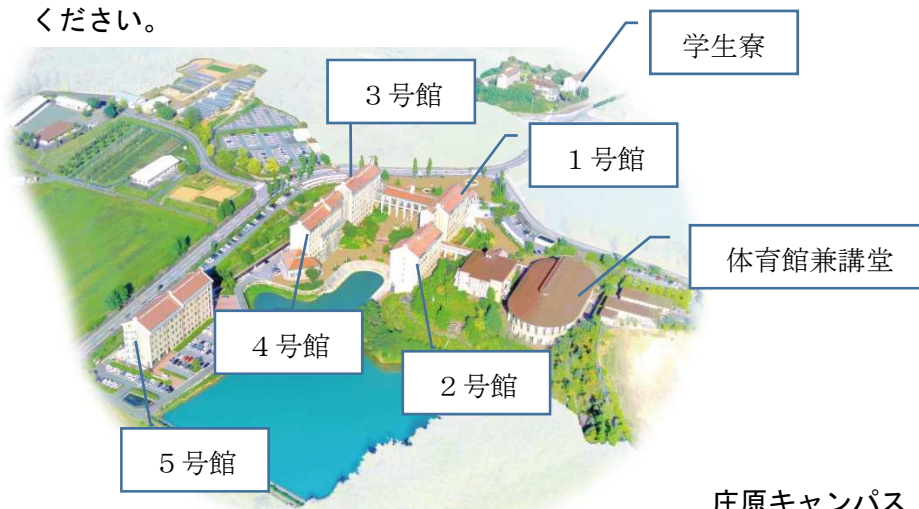 ください。
学生寮
３号館
１号館
体育館兼講堂
４号館
２号館
５号館
庄原キャンパス